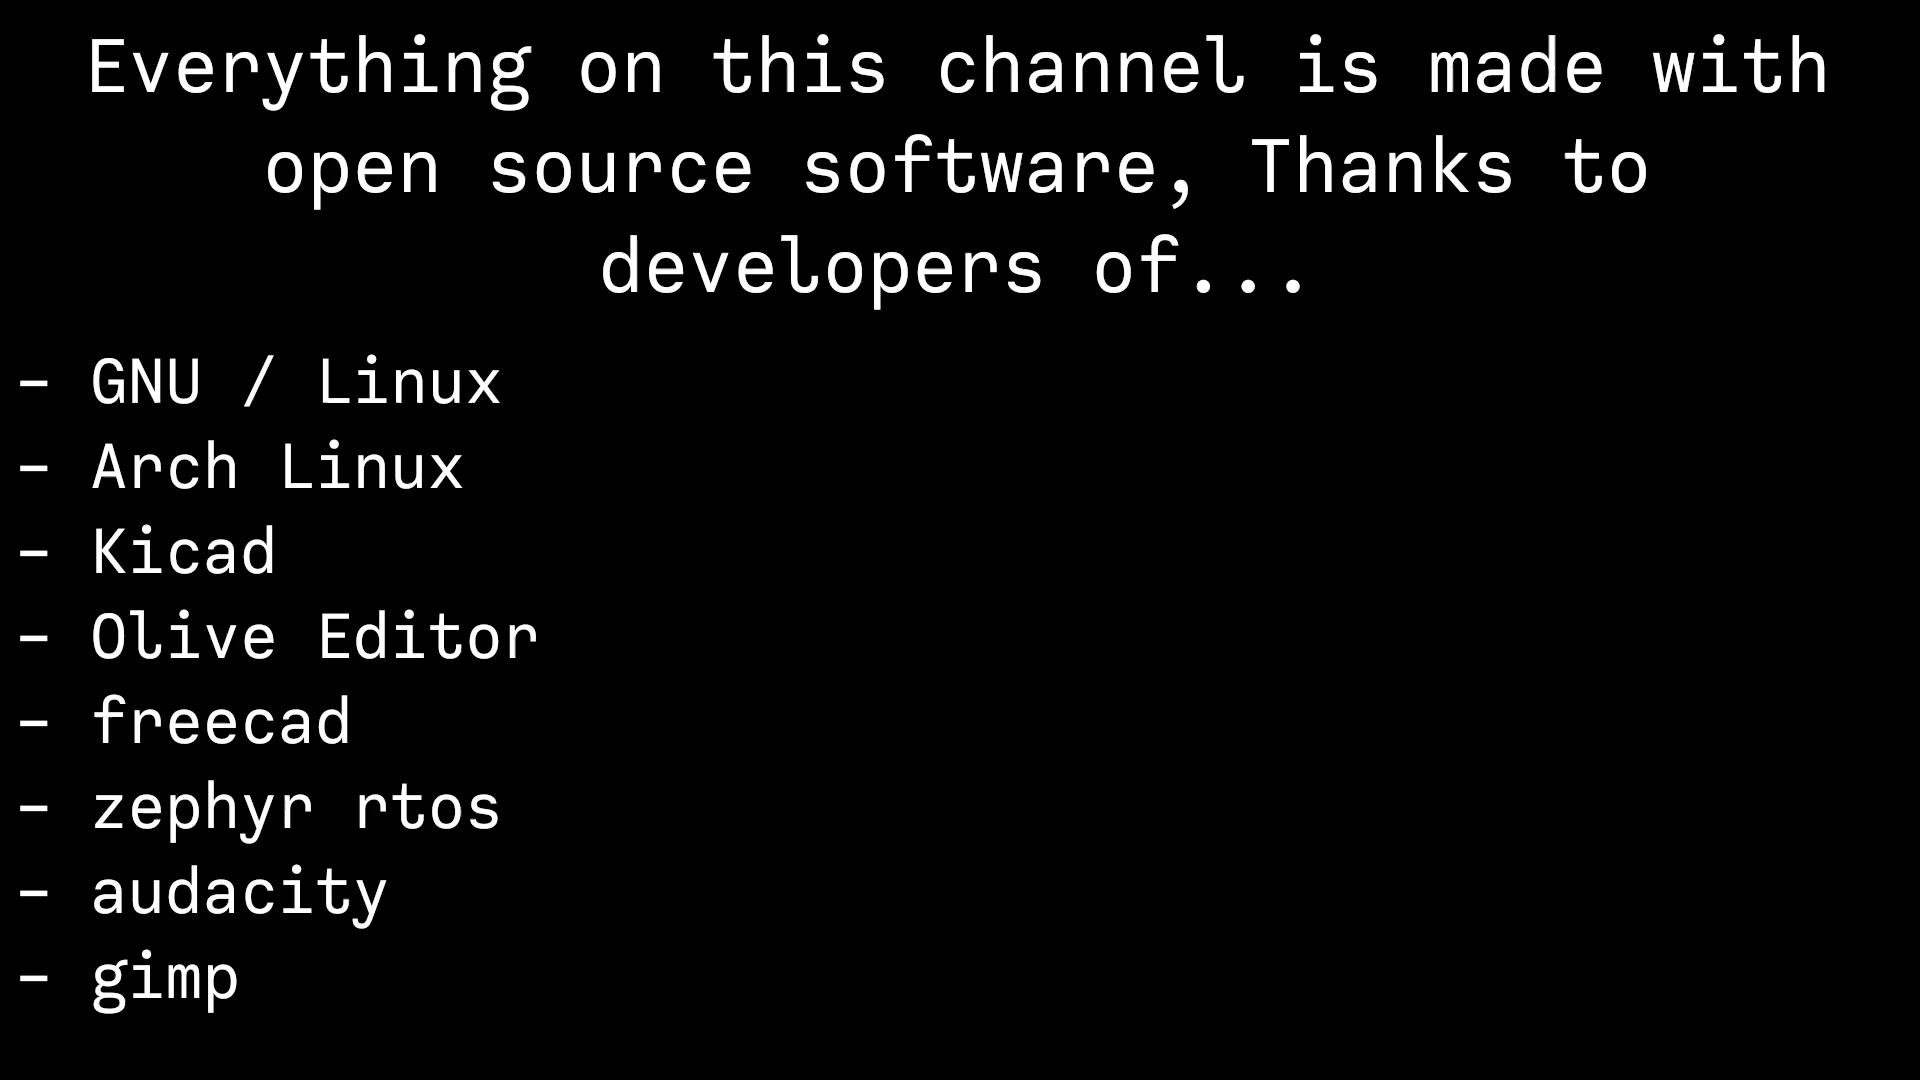 Everything on this channel is made with
open source software, Thanks to
developers of...
- GNU / Linux
- Arch Linux
- Kicad
- Olive Editor
- freecad
- zephyr rtos
- audacity
- gimp